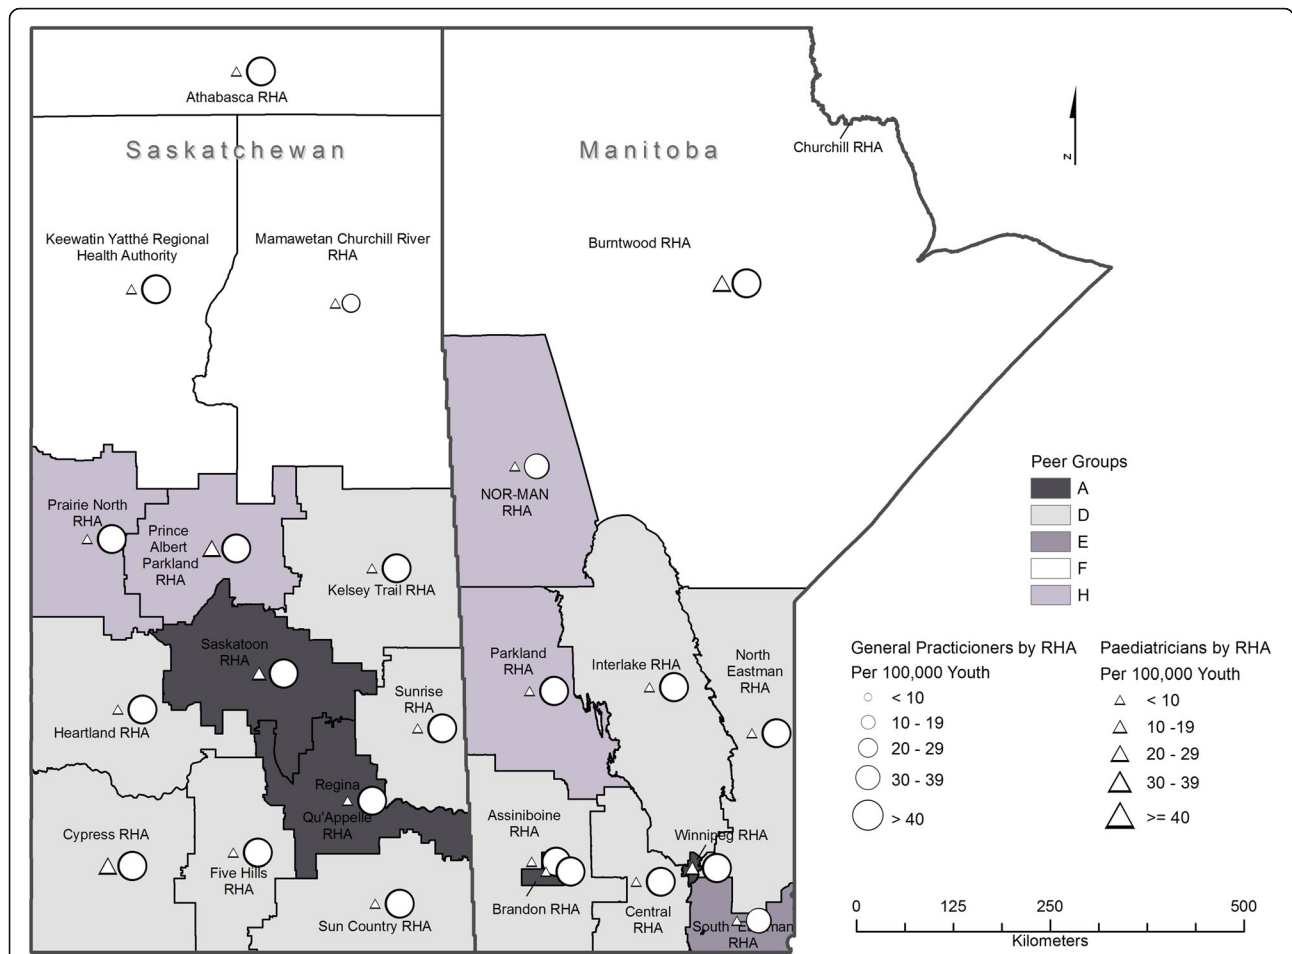 Athabasca RHA
Saskatchewan
Manitoba
Churchill RHA
N
Keewatin Yatthé Regional
Health Authority
Mamawetan Churchill River
RHA
Burntwood RHA
Prairie North
RHA
Prince
Albert
Parkland
RHA
Kelsey Trail RHA
NOR-MAN
RHA
Saskatoon
RHA
Sunrise
RHA
Heartland RHA
Parkland
RHA
Interlake RHA
North
Eastman
RHA
Regina
Qu'Appelle
RHA
Cypress RHA
Five Hills
RHA
Sun Country RHA
Assiniboine
RHA
Brandon RHA
Winnipeg RHA
Central
RHA
South Eastman
RHA
Peer Groups
A
D
E
F
H
General Practicioners by RHA
Per 100,000 Youth
< 10
10 - 19
20 - 29
30 - 39
> 40
Paediatricians by RHA
Per 100,000 Youth
< 10
10 -19
20 - 29
30 - 39
>= 40
0 125 250 500
Kilometers